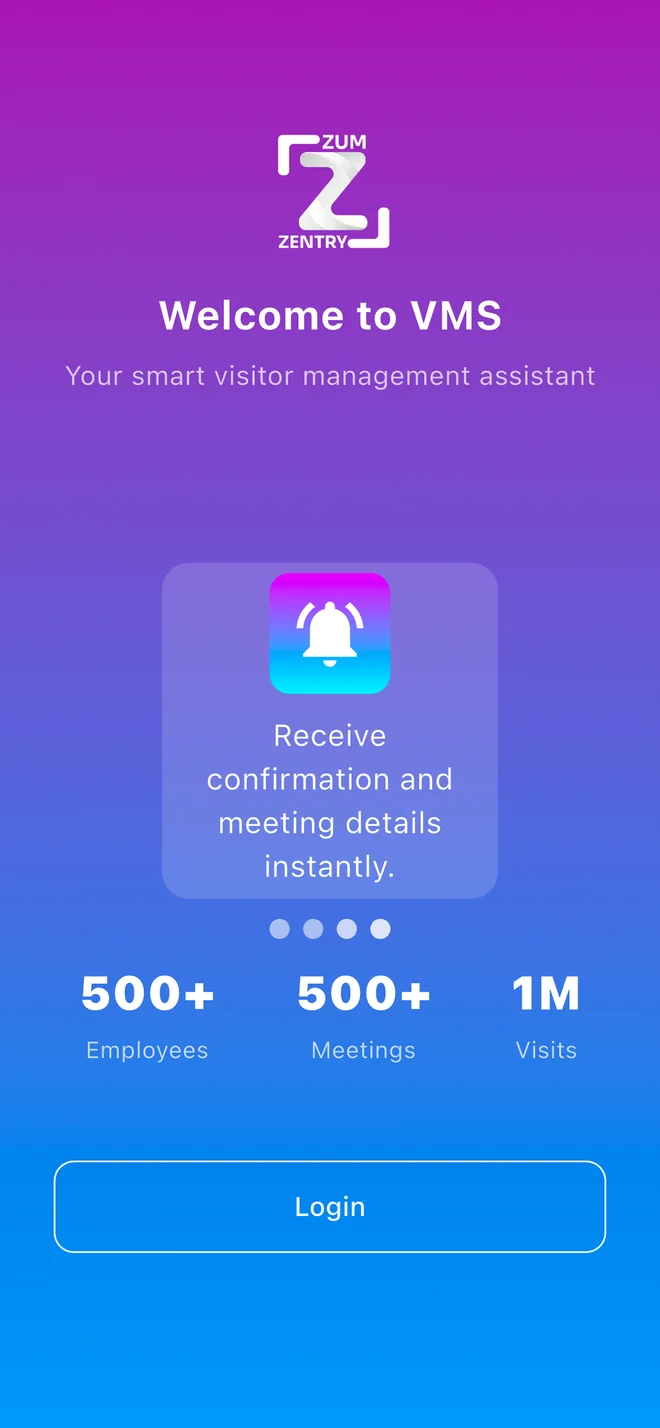 ZUM
Z
ZENTRY
Welcome to VMS
Your smart visitor management assistant
Receive
confirmation and
meeting details
instantly.
500+ 500+ 1M
Employees Meetings Visits
Login